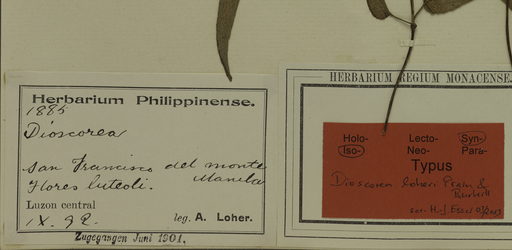 Herbarium Philippinense.
1885
Dioscorea
San Francisco del monte
Manila
Flores luteoli.
Luzon central
IX. 92. leg. A. Loher.
Zugegangen Juni 1901.
HERBARIUM REGIUM MONACENSE
Holo- Lecto- Syn-
Iso- Neo- Para-
Typus
Dioscorea loheri Prain &
Burkill